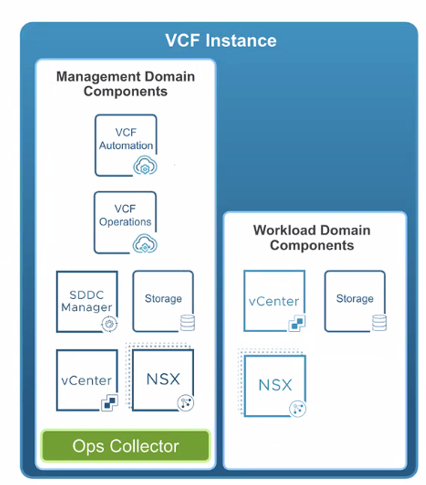 VCF Instance
Management Domain
Components
VCF
Automation
VCF
Operations
SDDC
Manager
Storage
vCenter
NSX
Ops Collector
Workload Domain
Components
vCenter
Storage
NSX